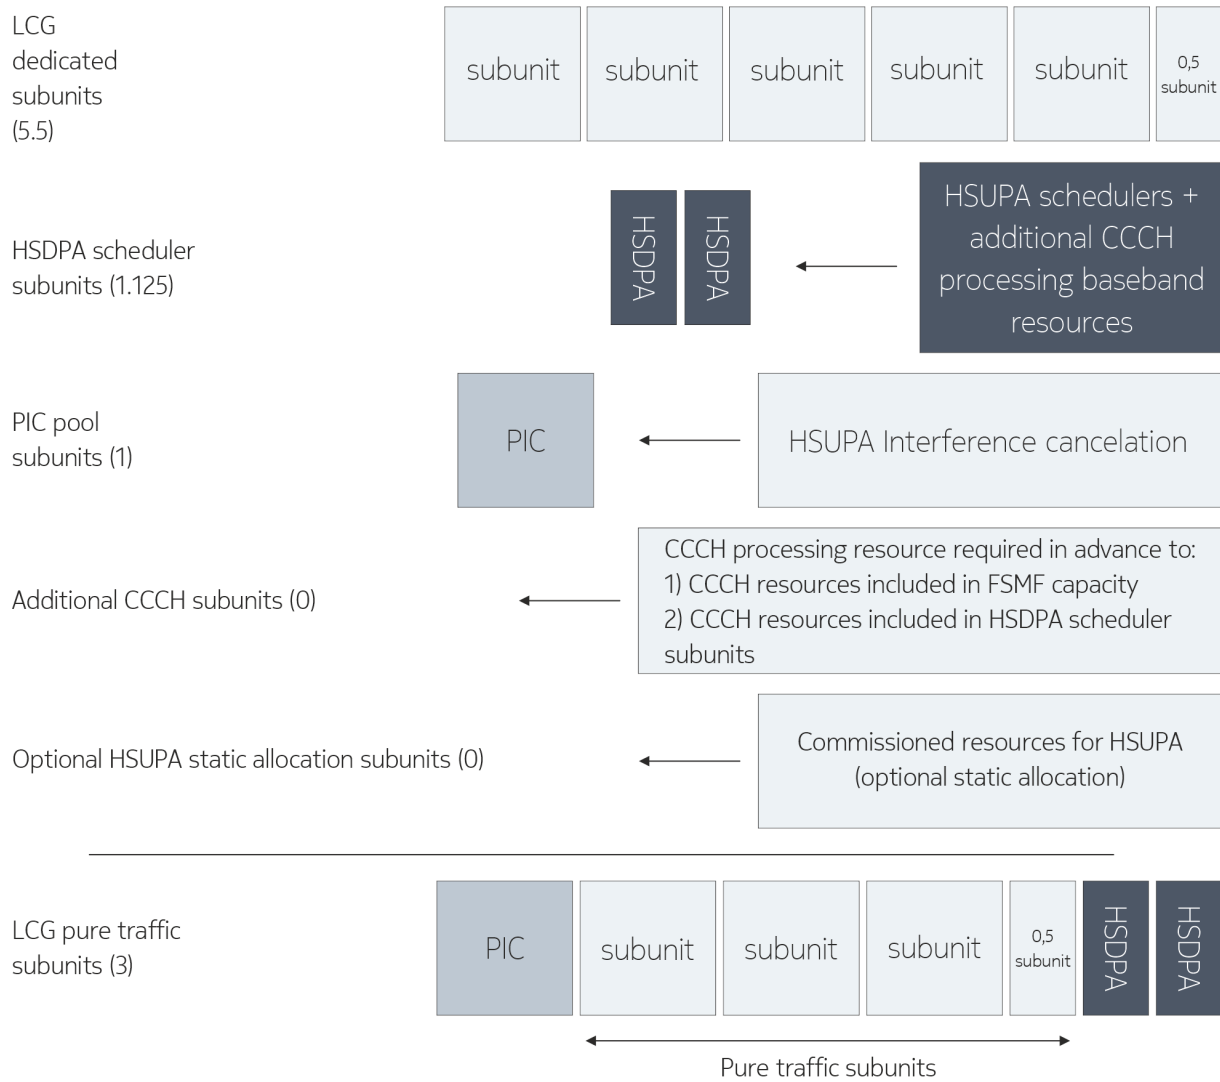 LCG
dedicated
subunits
(5.5)
subunit
subunit
subunit
subunit
subunit
0,5
subunit
HSDPA scheduler
subunits (1.125)
HSDPA
HSDPA
HSUPA schedulers +
additional CCCH
processing baseband
resources
PIC pool
subunits (1)
PIC
HSUPA Interference cancelation
Additional CCCH subunits (0)
CCCH processing resource required in advance to:
1) CCCH resources included in FSMF capacity
2) CCCH resources included in HSDPA scheduler
subunits
Optional HSUPA static allocation subunits (0)
Commissioned resources for HSUPA
(optional static allocation)
LCG pure traffic
subunits (3)
PIC
subunit
subunit
subunit
0,5
subunit
HSDPA
HSDPA
Pure traffic subunits